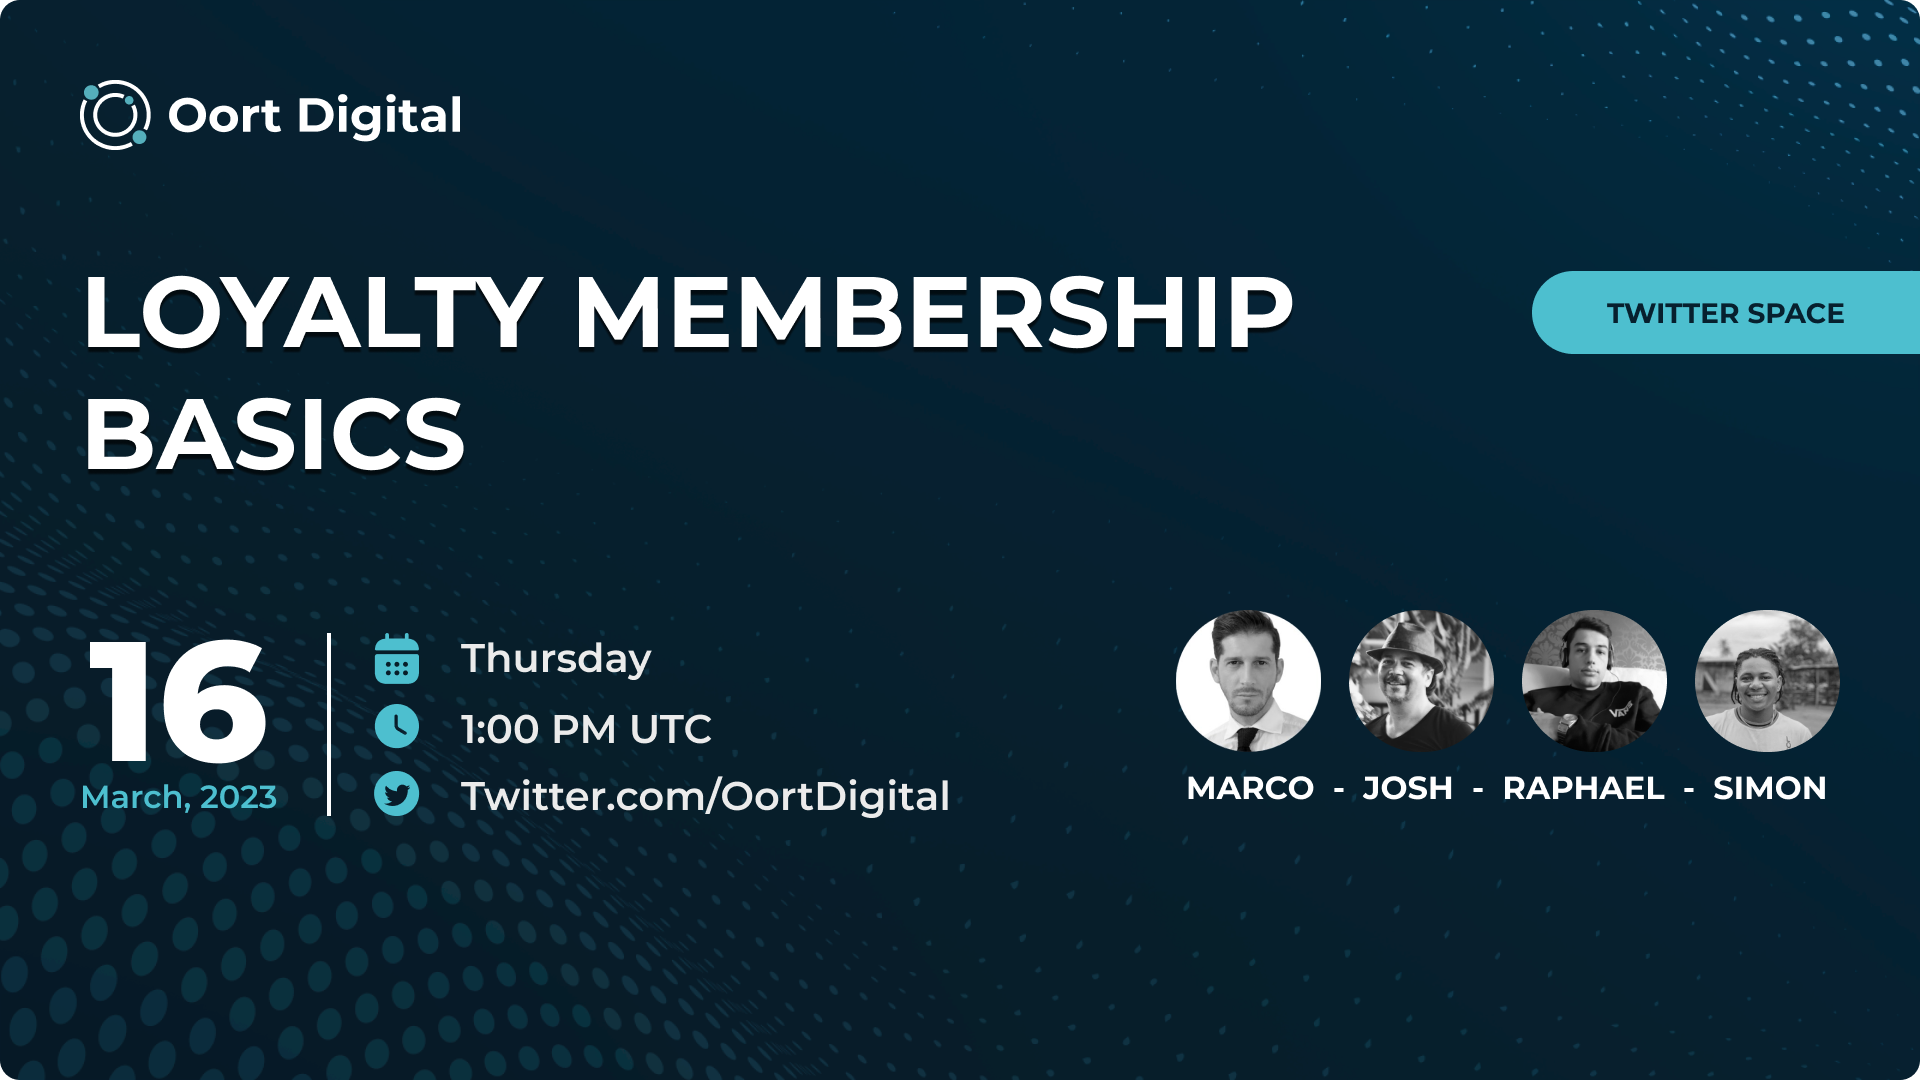 Oort Digital
LOYALTY MEMBERSHIP
BASICS
TWITTER SPACE
16
March, 2023
Thursday
1:00 PM UTC
Twitter.com/OortDigital
MARCO - JOSH - RAPHAEL - SIMON